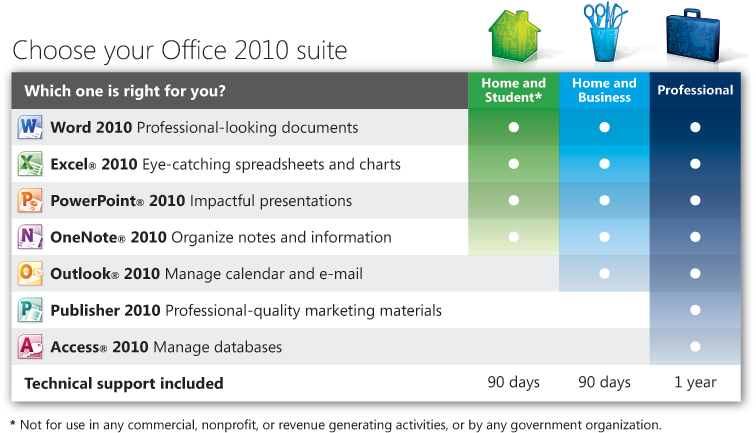 Choose your Office 2010 suite
Which one is right for you? Home and Student* Home and Business Professional
Word 2010 Professional-looking documents
Excel® 2010 Eye-catching spreadsheets and charts
PowerPoint® 2010 Impactful presentations
OneNote® 2010 Organize notes and information
Outlook® 2010 Manage calendar and e-mail
Publisher 2010 Professional-quality marketing materials
Access® 2010 Manage databases
Technical support included 90 days 90 days 1 year
* Not for use in any commercial, nonprofit, or revenue generating activities, or by any government organization.